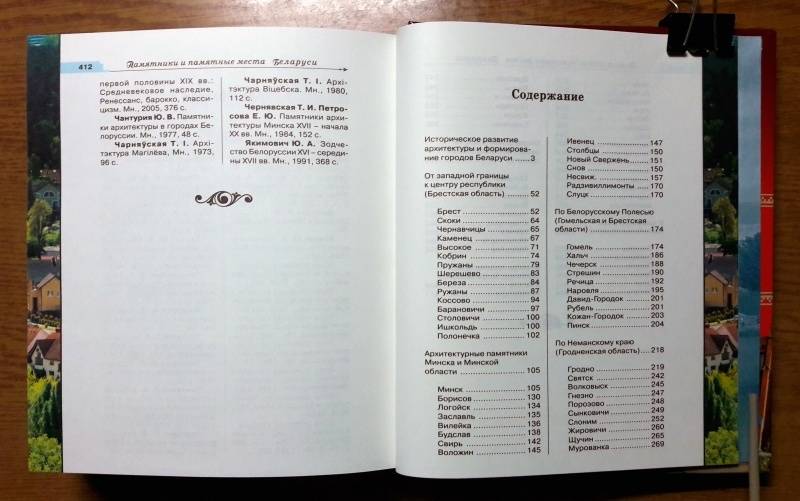 412
Памятники и памятные места Беларуси
первой половины XIX вв.:
Средневековое наследие,
Ренессанс, барокко, класси-
цизм. Мн., 2005, 376 с.
Чантурия Ю. В. Памятни-
ки архитектуры в городах Бе-
лоруссии. Мн., 1977, 48 с.
Чарняўская Т. І. Архі-
тэктура Магілёва. Мн., 1973,
96 с.
Чарняўская Т. І. Архі-
тэктура Віцебска. Мн., 1980,
112 с.
Чернявская Т. И. Петро-
сова Е. Ю. Памятники архи-
тектуры Минска XVII – начала
XX вв. Мн., 1984, 152 с.
Якимович Ю. А. Зодче-
ство Белоруссии XVI – середи-
ны XVII вв. Мн., 1991, 368 с.
Содержание
Историческое развитие
архитектуры и формирова-
ние городов Беларуси ..... 3
От западной границы
к центру республики
(Брестская область) ..... 52
Брест ..... 52
Скоки ..... 64
Чернавчицы ..... 65
Каменец ..... 67
Высокое ..... 71
Кобрин ..... 74
Пружаны ..... 79
Шерешево ..... 83
Береза ..... 84
Ружаны ..... 87
Коссово ..... 94
Барановичи ..... 97
Столовичи ..... 100
Ишкольдь ..... 100
Полонечка ..... 102
Архитектурные памятники
Минска и Минской
области ..... 105
Минск ..... 105
Борисов ..... 130
Логойск ..... 134
Заславль ..... 135
Вилейка ..... 136
Будслав ..... 138
Свирь ..... 142
Воложин ..... 145
Ивенец ..... 147
Столбцы ..... 150
Новый Свержень ..... 151
Снов ..... 150
Несвиж ..... 157
Радзивиллимонты ..... 170
Слуцк ..... 170
По Белорусскому Полесью
(Гомельская и Брестская
области) ..... 174
Гомель ..... 174
Хальч ..... 186
Чечерск ..... 188
Стрешин ..... 190
Речица ..... 192
Наровля ..... 195
Давид-Городок ..... 201
Рубель ..... 201
Кожан-Городок ..... 203
Пинск ..... 204
По Неманскому краю
(Гродненская область) ..... 218
Гродно ..... 219
Святск ..... 242
Волковыск ..... 245
Гнезно ..... 247
Порозово ..... 248
Сынковичи ..... 249
Слоним ..... 252
Жировичи ..... 260
Щучин ..... 265
Мурованка ..... 269